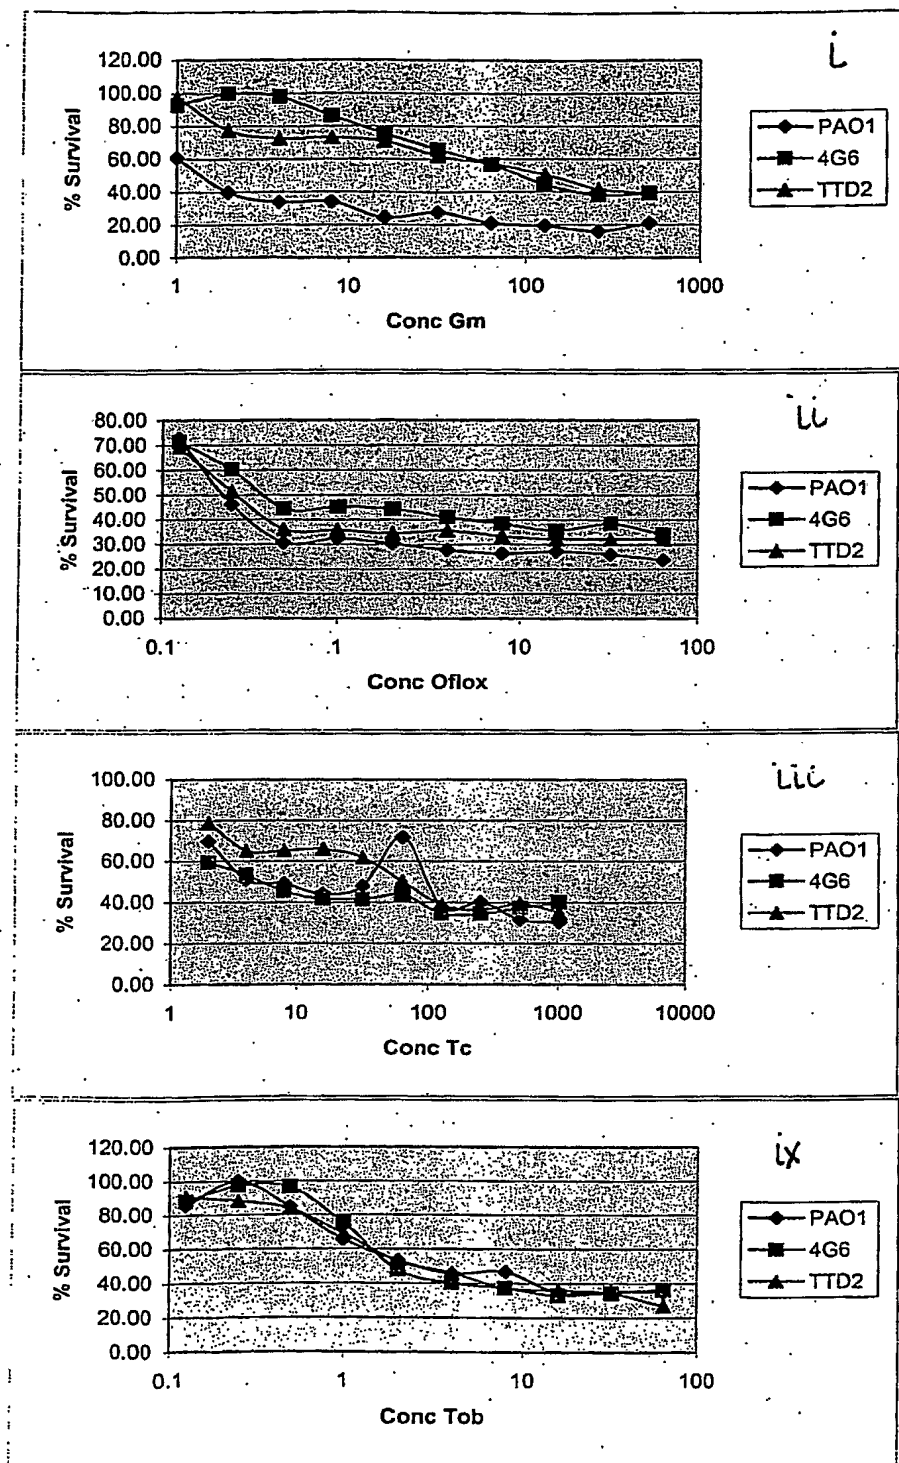 i
120.00
100.00
80.00
60.00
40.00
20.00
0.00
% Survival
1 10 100 1000
Conc Gm
PAO1
4G6
TTD2
ii
80.00
70.00
60.00
50.00
40.00
30.00
20.00
10.00
0.00
% Survival
0.1 .1 10 100
Conc Oflox
PAO1
4G6
TTD2
iii
100.00
80.00
60.00
40.00
20.00
0.00
% Survival
1 10 100 1000 10000
Conc Tc
PAO1
4G6
TTD2
ix
120.00
100.00
80.00
60.00
40.00
20.00
0.00
% Survival
0.1 1 10 100
Conc Tob
PAO1
4G6
TTD2